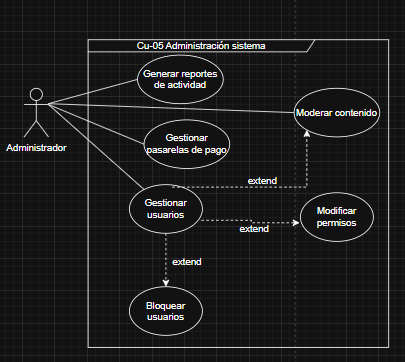 Cu-05 Administración sistema
Generar reportes
de actividad
Moderar contenido
Administrador
Gestionar
pasarelas de pago
extend
Gestionar
usuarios
Modificar
permisos
extend
extend
Bloquear
usuarios